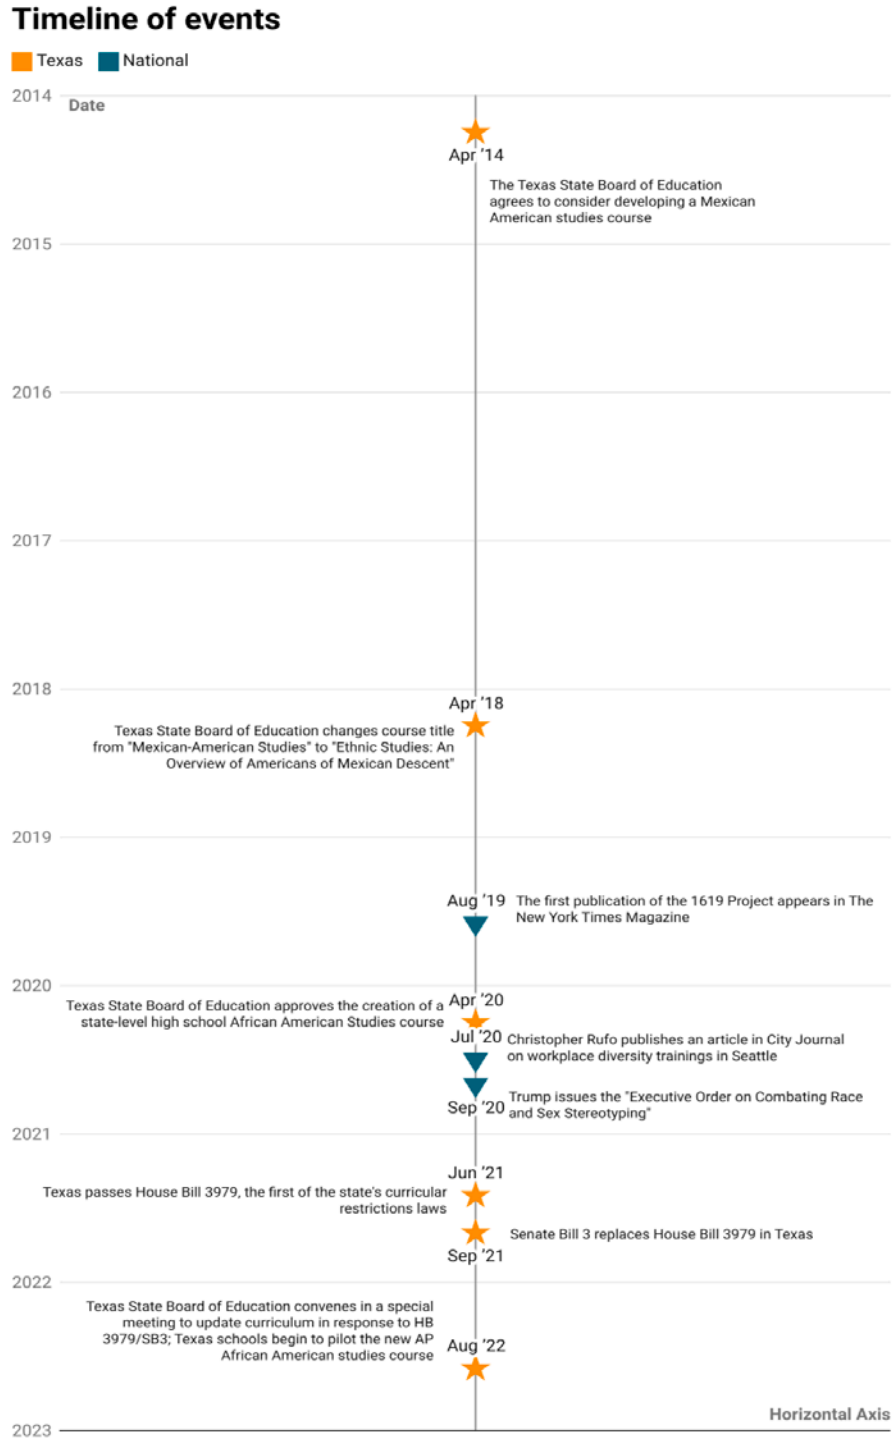 Timeline of events
Texas National
2014
Date
Apr ’14
The Texas State Board of Education
agrees to consider developing a Mexican
American studies course
2015
2016
2017
2018
Apr ’18
Texas State Board of Education changes course title
from "Mexican-American Studies" to "Ethnic Studies: An
Overview of Americans of Mexican Descent"
2019
Aug ’19
The first publication of the 1619 Project appears in The
New York Times Magazine
2020
Apr ’20
Texas State Board of Education approves the creation of a
state-level high school African American Studies course
Jul ’20
Christopher Rufo publishes an article in City Journal
on workplace diversity trainings in Seattle
Sep ’20
Trump issues the "Executive Order on Combating Race
and Sex Stereotyping"
2021
Jun ’21
Texas passes House Bill 3979, the first of the state's curricular
restrictions laws
Senate Bill 3 replaces House Bill 3979 in Texas
Sep ’21
2022
Texas State Board of Education convenes in a special
meeting to update curriculum in response to HB
3979/SB3; Texas schools begin to pilot the new AP
African American studies course
Aug ’22
Horizontal Axis
2023